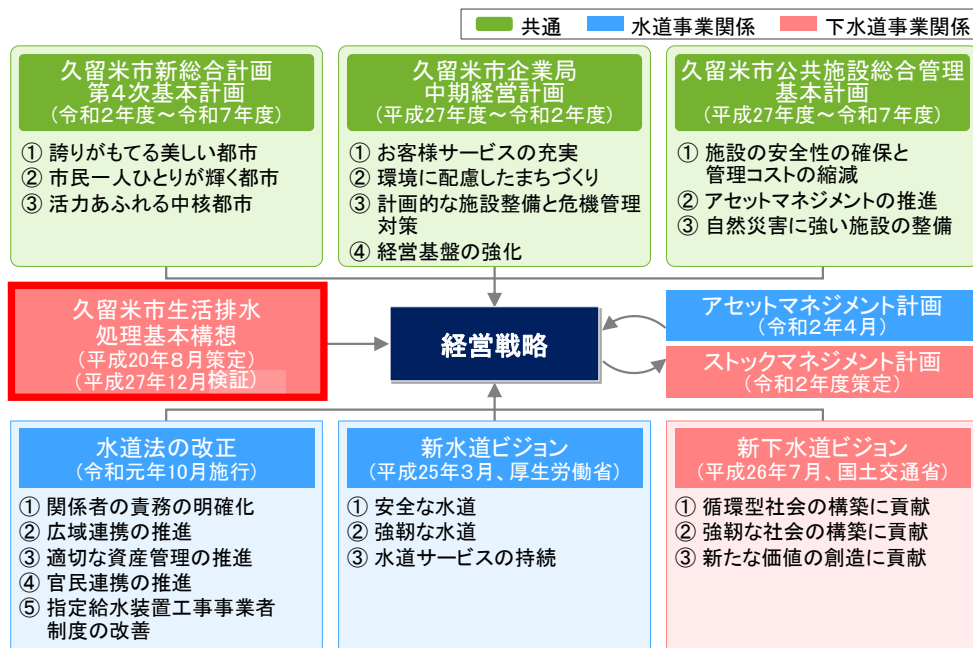 共通 水道事業関係 下水道事業関係
久留米市新総合計画
第4次基本計画
(令和2年度～令和7年度)
① 誇りがもてる美しい都市
② 市民一人ひとりが輝く都市
③ 活力あふれる中核都市
久留米市企業局
中期経営計画
(平成27年度～令和2年度)
① お客様サービスの充実
② 環境に配慮したまちづくり
③ 計画的な施設整備と危機管理
対策
④ 経営基盤の強化
久留米市公共施設総合管理
基本計画
(平成27年度～令和7年度)
① 施設の安全性の確保と
管理コストの縮減
② アセットマネジメントの推進
③ 自然災害に強い施設の整備
久留米市生活排水
処理基本構想
(平成20年8月策定)
(平成27年12月検証)
経営戦略
アセットマネジメント計画
(令和2年4月)
ストックマネジメント計画
(令和2年度策定)
水道法の改正
(令和元年10月施行)
① 関係者の責務の明確化
② 広域連携の推進
③ 適切な資産管理の推進
④ 官民連携の推進
⑤ 指定給水装置工事事業者
制度の改善
新水道ビジョン
(平成25年3月、厚生労働省)
① 安全な水道
② 強靭な水道
③ 水道サービスの持続
新下水道ビジョン
(平成26年7月、国土交通省)
① 循環型社会の構築に貢献
② 強靭な社会の構築に貢献
③ 新たな価値の創造に貢献